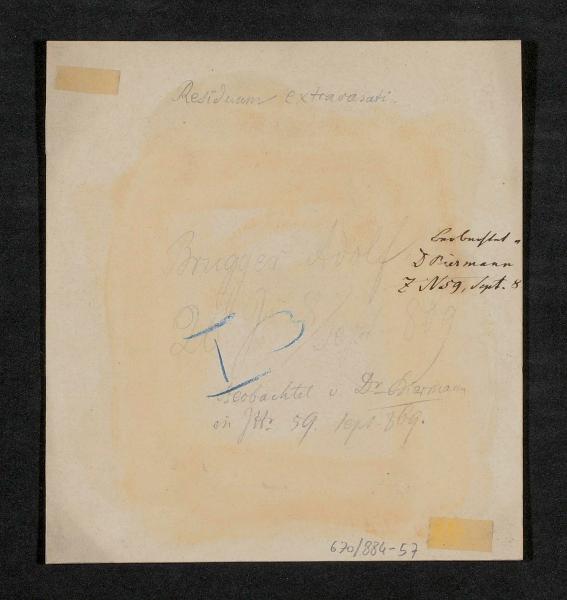 Residuum extravasati.
Brugger Adolf
Beobachtet
D Biermann
Z N 59, Sept. 8
I
Beobachtet v. Dr. Biermann
in Z Nr 59. Sept. 869.
670/884-57